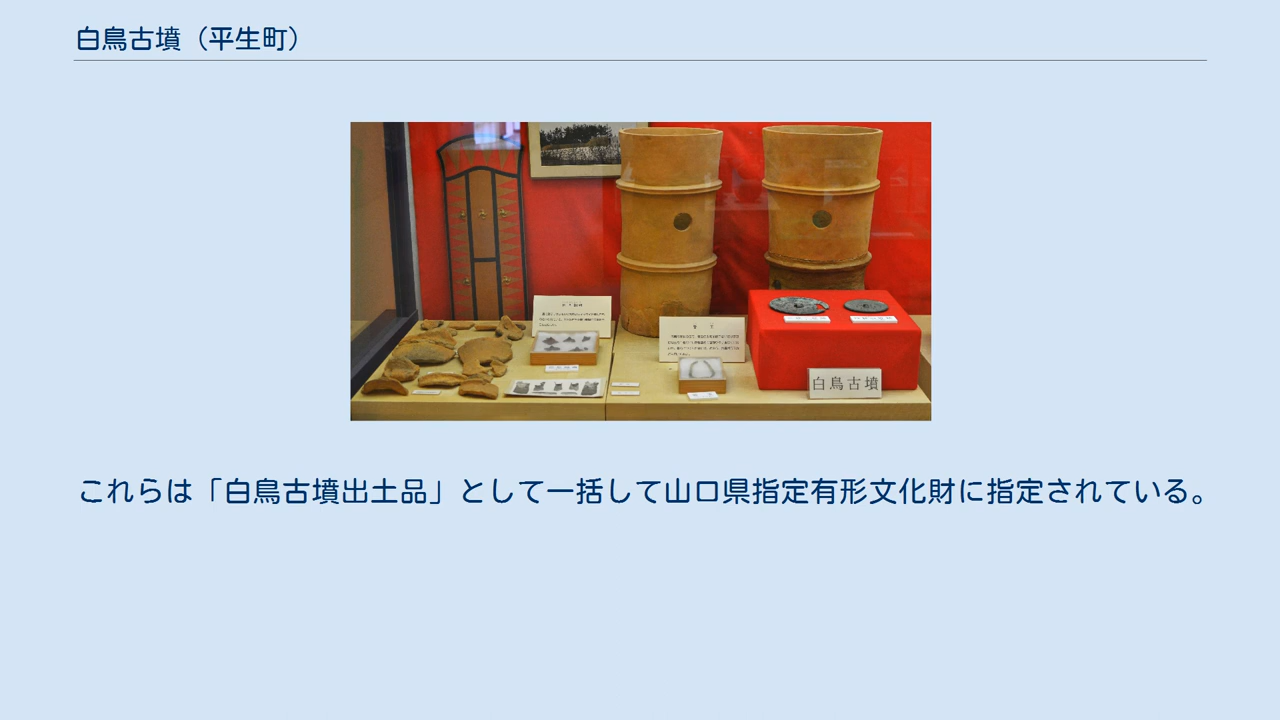 白鳥古墳（平生町）
白鳥古墳
これらは「白鳥古墳出土品」として一括して山口県指定有形文化財に指定されている。